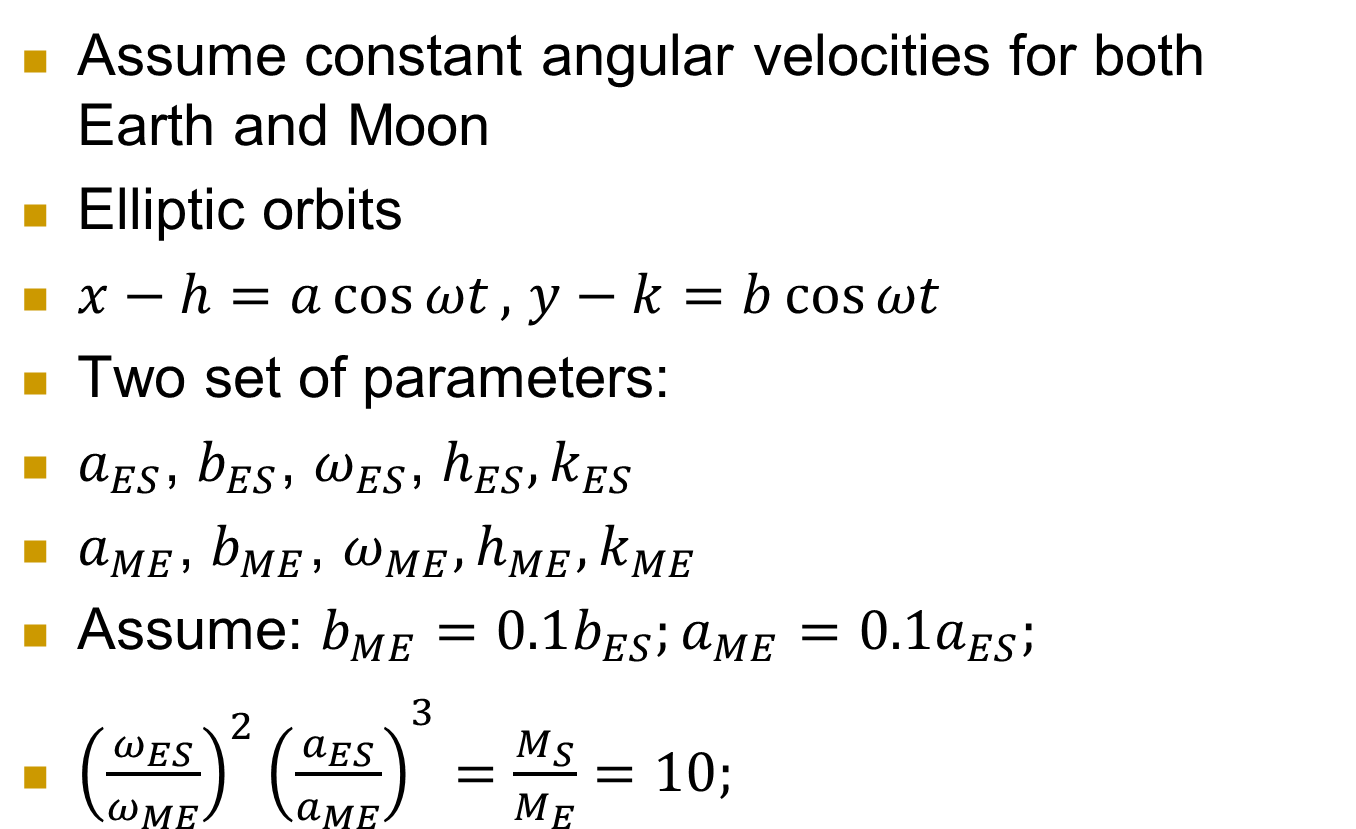 Assume constant angular velocities for both
Earth and Moon
Elliptic orbits
x − h = a cos ωt , y − k = b cos ωt
Two set of parameters:
a_ES, b_ES, ω_ES, h_ES, k_ES
a_ME, b_ME, ω_ME, h_ME, k_ME
Assume: b_ME = 0.1b_ES; a_ME = 0.1a_ES;
(ω_ES/ω_ME)^2 (a_ES/a_ME)^3 = M_S/M_E = 10;